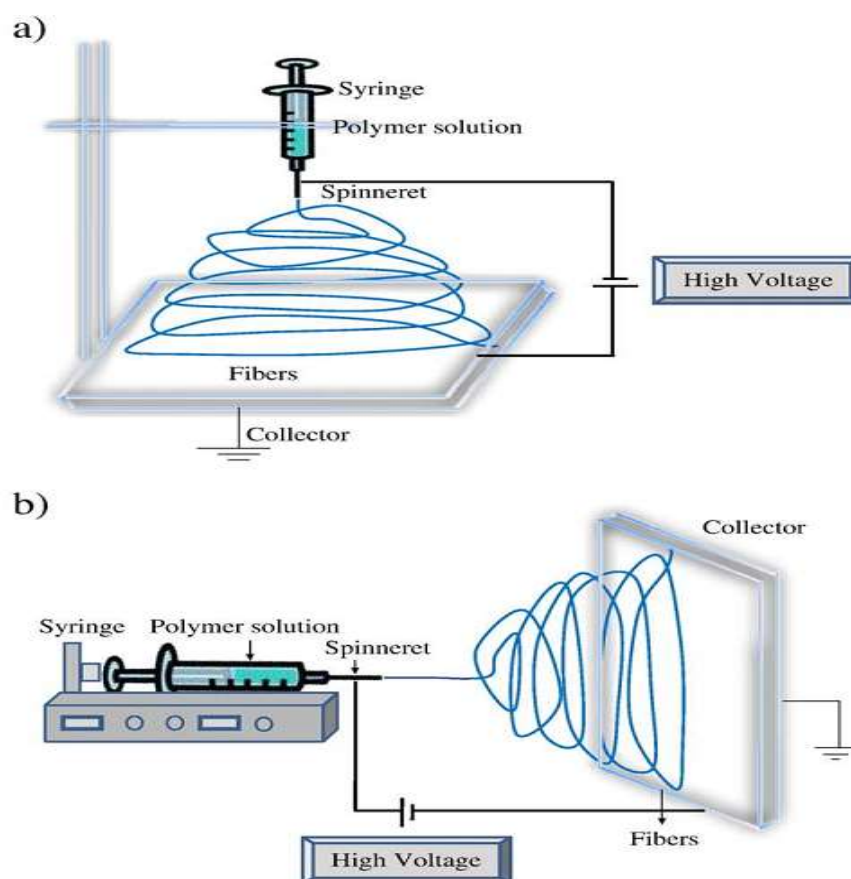 a)
Syringe
Polymer solution
Spinneret
High Voltage
Fibers
Collector
b)
Collector
Syringe
Polymer solution
Spinneret
Fibers
High Voltage